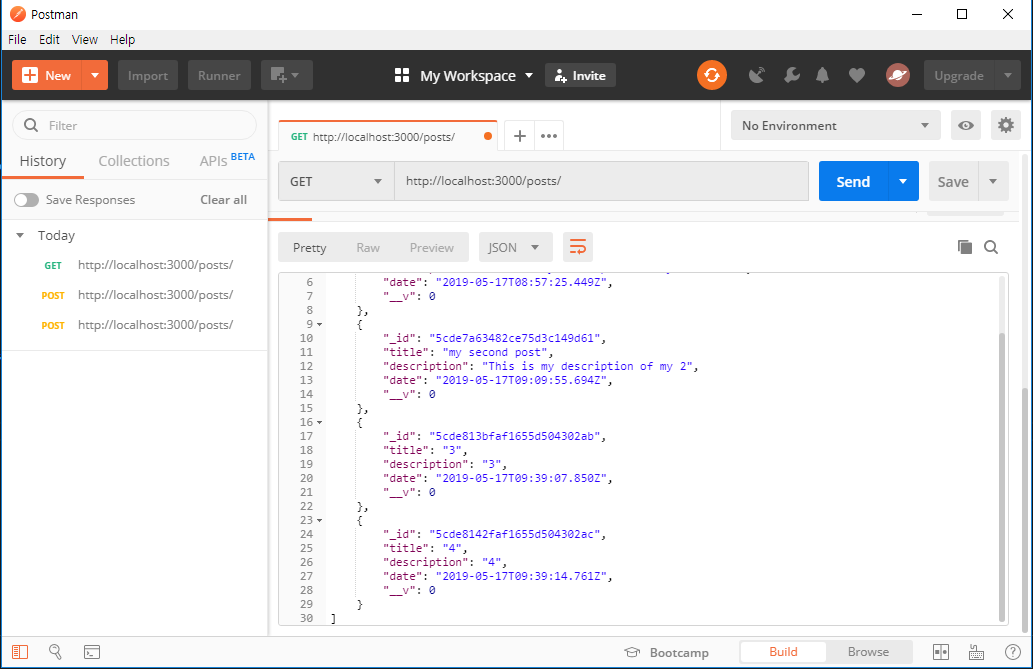 Postman
File Edit View Help
New Import Runner My Workspace Invite Upgrade
Filter
History Collections APIs BETA
Save Responses Clear all
Today
GET http://localhost:3000/posts/
POST http://localhost:3000/posts/
POST http://localhost:3000/posts/
GET http://localhost:3000/posts/ + •••
No Environment
GET http://localhost:3000/posts/ Send Save
Pretty Raw Preview JSON
6 "date": "2019-05-17T08:57:25.449Z",
7 "__v": 0
8 },
9 {
10 "_id": "5cde7a63482ce75d3c149d61",
11 "title": "my second post",
12 "description": "This is my description of my 2",
13 "date": "2019-05-17T09:09:55.694Z",
14 "__v": 0
15 },
16 {
17 "_id": "5cde813bfaf1655d504302ab",
18 "title": "3",
19 "description": "3",
20 "date": "2019-05-17T09:39:07.850Z",
21 "__v": 0
22 },
23 {
24 "_id": "5cde8142faf1655d504302ac",
25 "title": "4",
26 "description": "4",
27 "date": "2019-05-17T09:39:14.761Z",
28 "__v": 0
29 }
30 ]
Bootcamp Build Browse